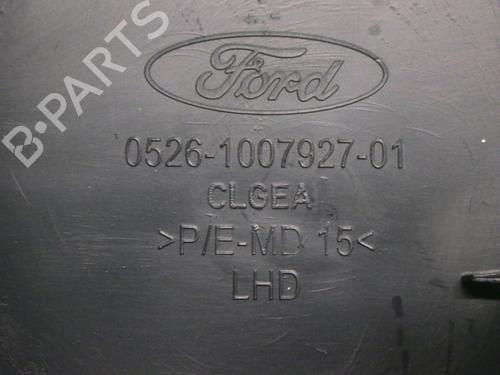 B-PARTS
Ford
0526-1007927-01
CLGEA
>P/E-MD 15<
LHD